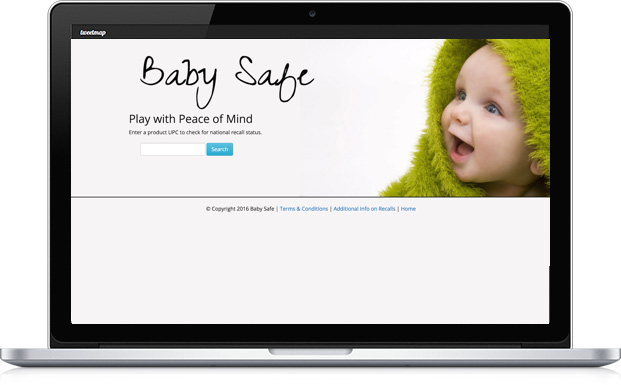 tweetmap
Baby Safe
Play with Peace of Mind
Enter a product UPC to check for national recall status.
Search
© Copyright 2016 Baby Safe | Terms & Conditions | Additional Info on Recalls | Home